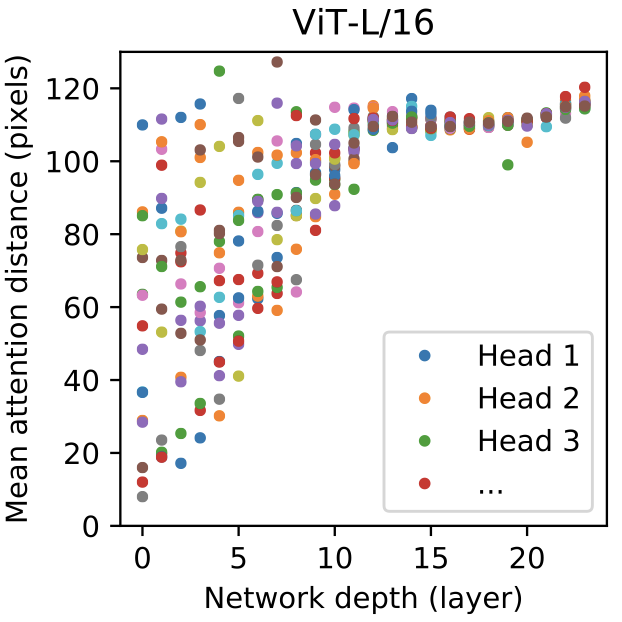 ViT-L/16
Mean attention distance (pixels)
120
100
80
60
40
20
0
Head 1
Head 2
Head 3
...
0 5 10 15 20
Network depth (layer)